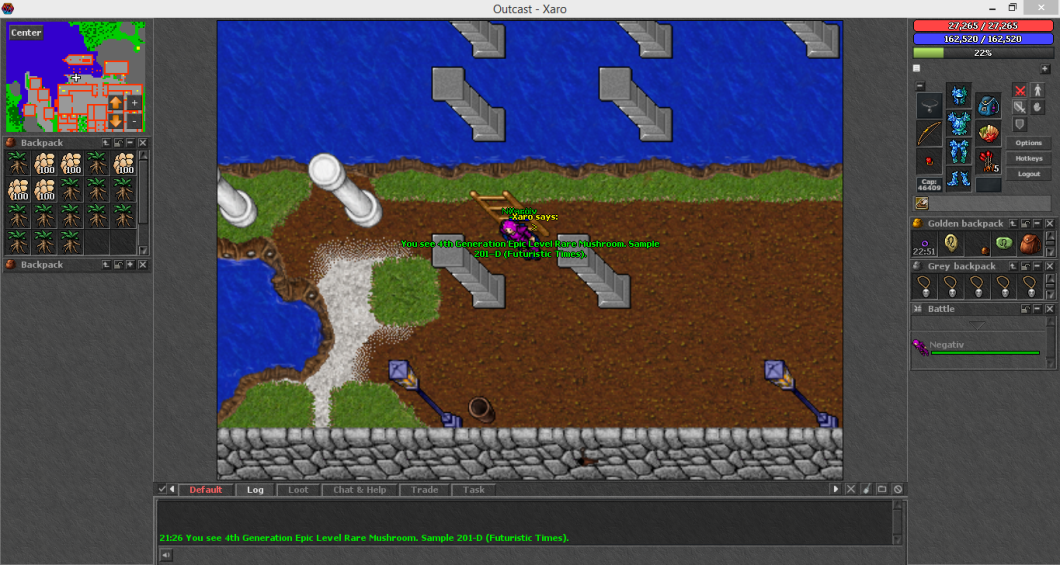 Outcast - Xaro
Center
27,265 / 27,265
162,520 / 162,520
22%
+
-
Backpack
100
100
100
100
100
Backpack
Xaro says:
You see 4th Generation Epic Level Rare Mushroom. Sample
201-D (Futuristic Times).
5
Cap:
46409
Options
Hotkeys
Logout
Golden backpack
22:51
Grey backpack
Battle
Negativ
Default
Log
Loot
Chat & Help
Trade
Task
21:26 You see 4th Generation Epic Level Rare Mushroom. Sample 201-D (Futuristic Times).